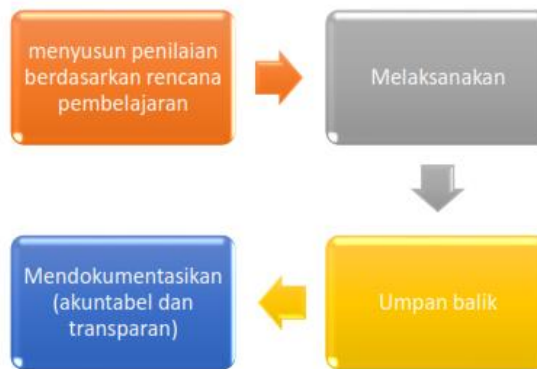 menyusun penilaian
berdasarkan rencana
pembelajaran
Melaksanakan
Umpan balik
Mendokumentasikan
(akuntabel dan
transparan)